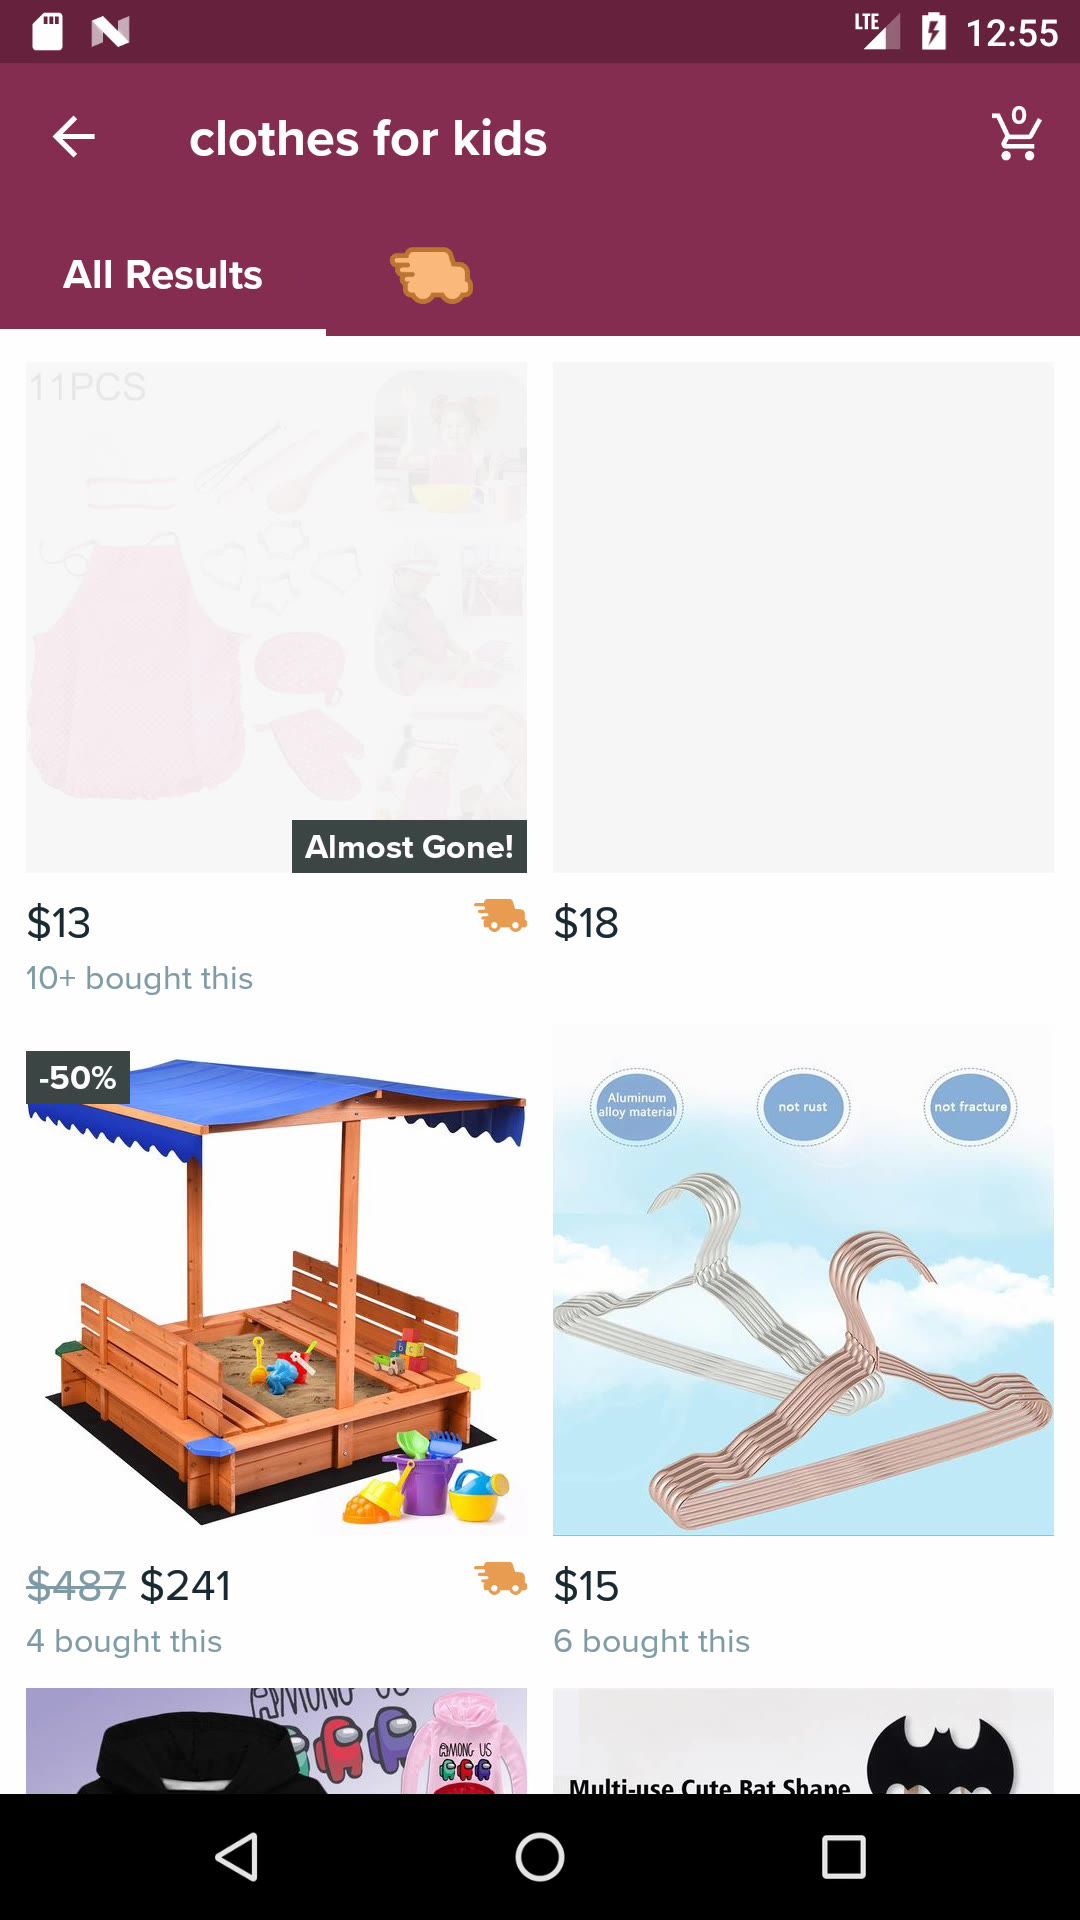 LTE
12:55
clothes for kids
0
All Results
11PCS
Almost Gone!
$13
$18
10+ bought this
-50%
Aluminum
alloy material
not rust
not fracture
$487 $241
$15
4 bought this
6 bought this
AMONG US
AMONG US
Multi-use Cute Bat Shape